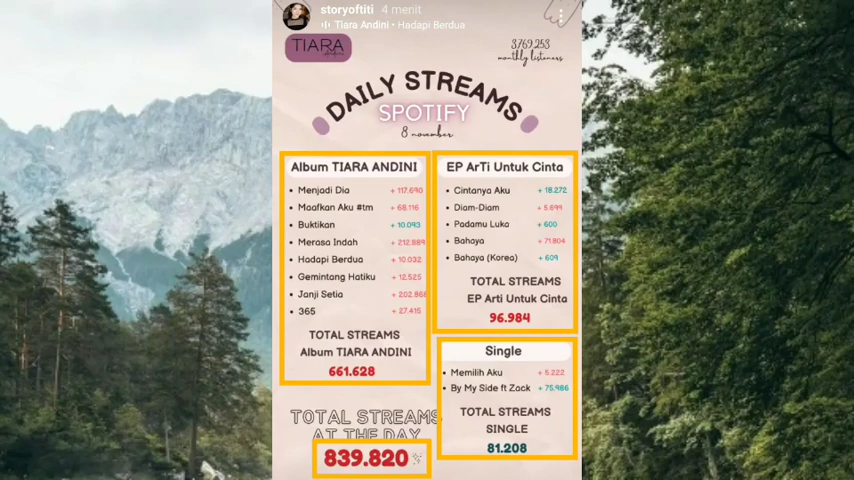 storyoftiti 4 menit
Tiara Andini • Hadapi Berdua
TIARA
3.769.253
monthly listeners
DAILY STREAMS
SPOTIFY
8 november
Album TIARA ANDINI
• Menjadi Dia + 117.690
• Maafkan Aku #tm + 68.116
• Buktikan + 10.093
• Merasa Indah + 212.889
• Hadapi Berdua + 10.032
• Gemintang Hatiku + 12.525
• Janji Setia + 202.868
• 365 + 27.415
TOTAL STREAMS
Album TIARA ANDINI
661.628
EP ArTi Untuk Cinta
• Cintanya Aku + 18.272
• Diam-Diam + 5.699
• Padamu Luka + 600
• Bahaya + 71.804
• Bahaya (Korea) + 609
TOTAL STREAMS
EP Arti Untuk Cinta
96.984
Single
• Memilih Aku + 5.222
• By My Side ft Zack + 75.986
TOTAL STREAMS
SINGLE
81.208
TOTAL STREAMS
AT THE DAY
839.820